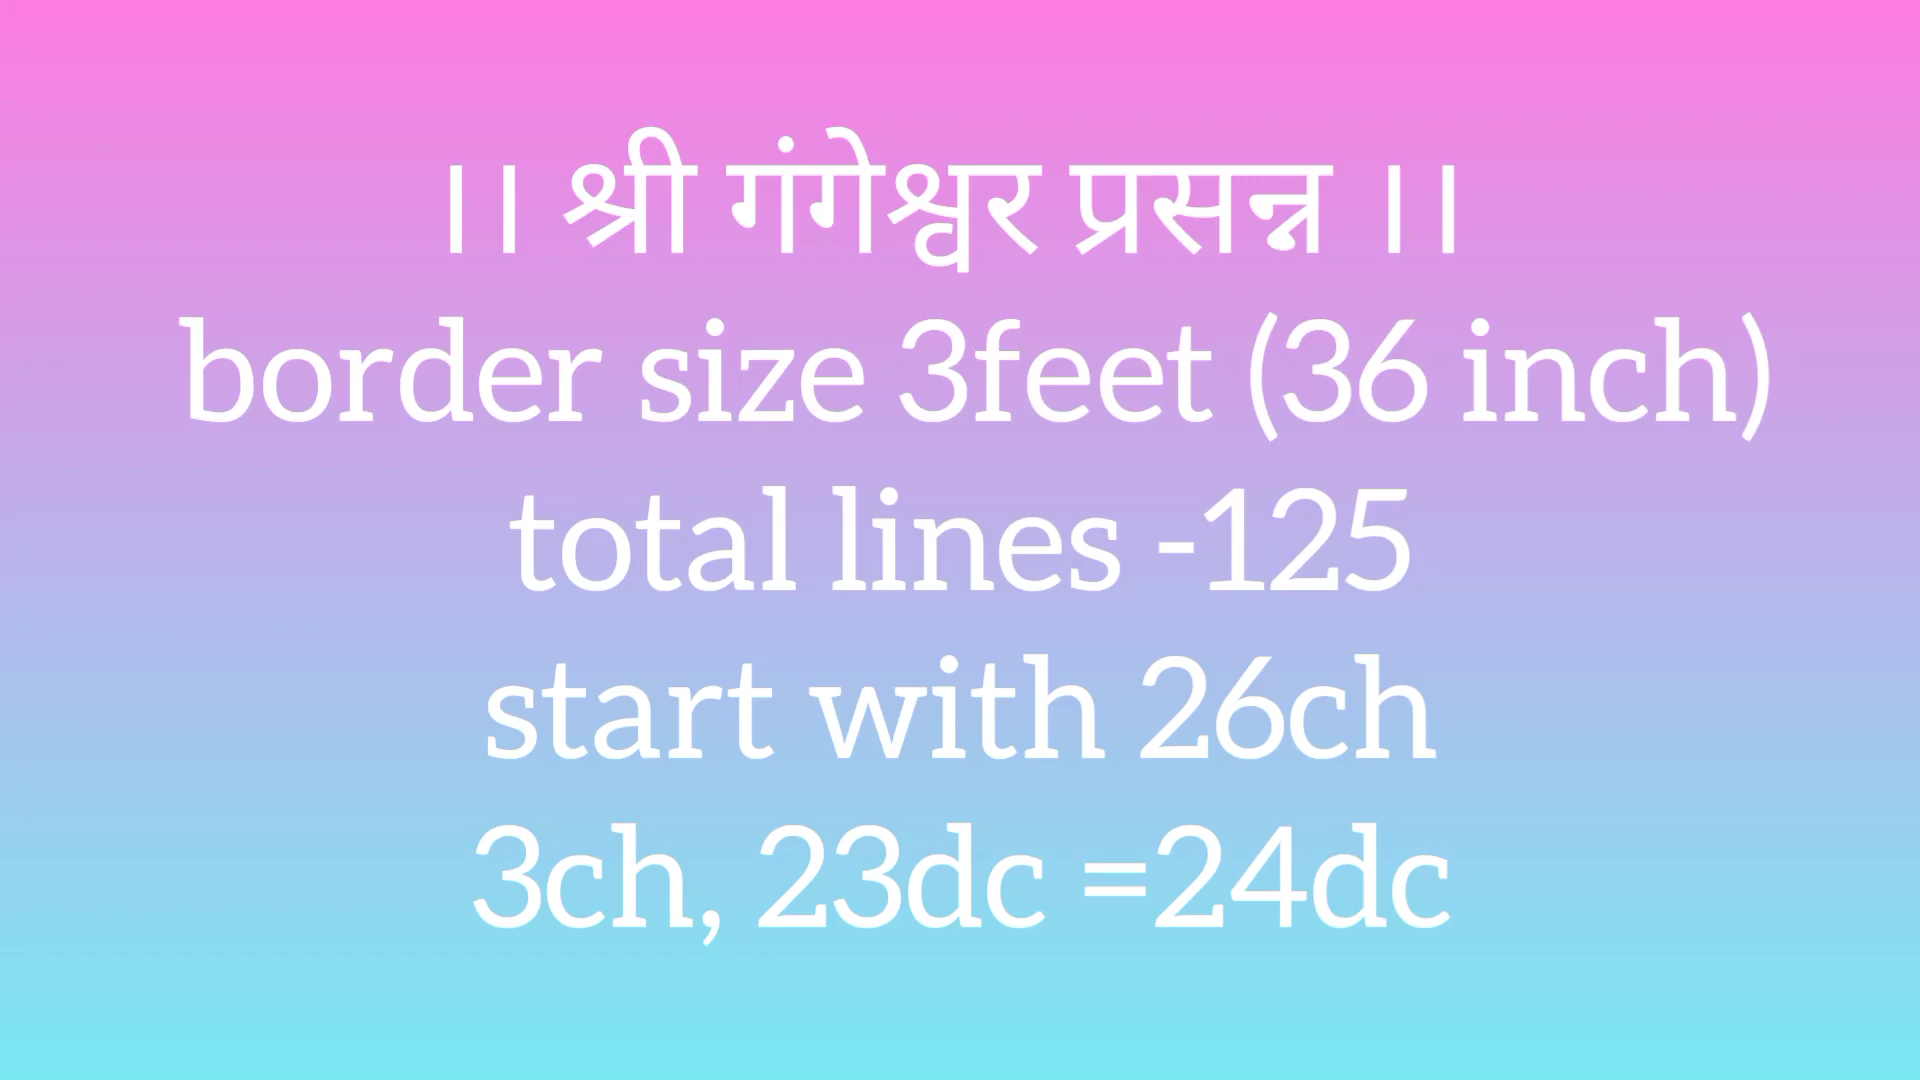 ।। श्री गंगेश्वर प्रसन्न ।।
border size 3feet (36 inch)
total lines -125
start with 26ch
3ch, 23dc =24dc